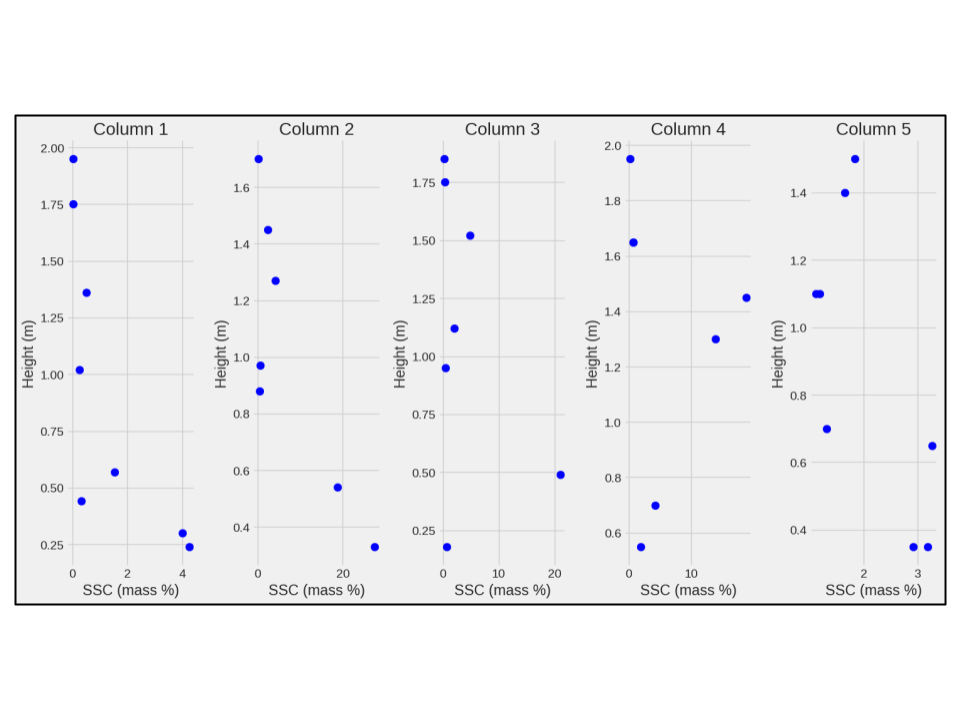 Column 1
Column 2
Column 3
Column 4
Column 5
Height (m)
2.00
1.75
1.50
1.25
1.00
0.75
0.50
0.25
0 2 4
SSC (mass %)
Height (m)
1.6
1.4
1.2
1.0
0.8
0.6
0.4
0 20
SSC (mass %)
Height (m)
1.75
1.50
1.25
1.00
0.75
0.50
0.25
0 10 20
SSC (mass %)
Height (m)
2.0
1.8
1.6
1.4
1.2
1.0
0.8
0.6
0 10
SSC (mass %)
Height (m)
1.4
1.2
1.0
0.8
0.6
0.4
2 3
SSC (mass %)